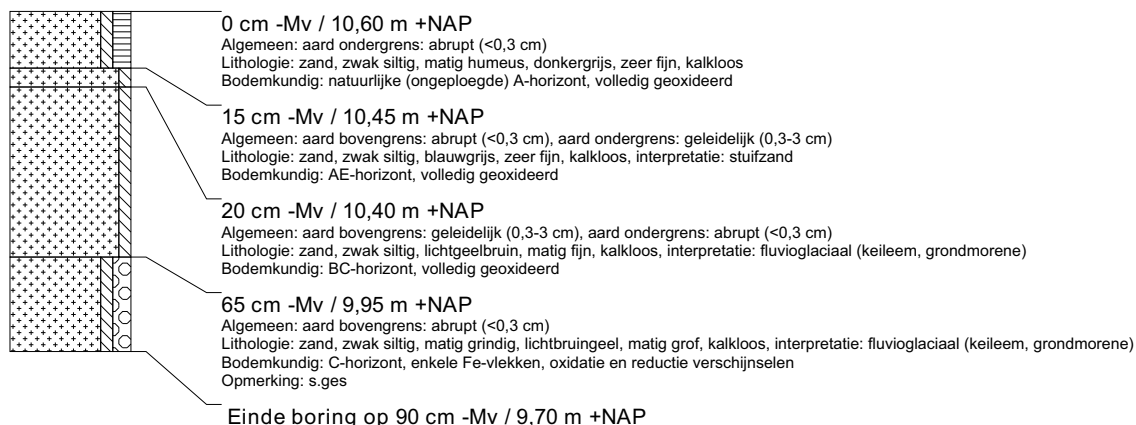 0 cm -Mv / 10,60 m +NAP
Algemeen: aard ondergrens: abrupt (<0,3 cm)
Lithologie: zand, zwak siltig, matig humeus, donkergrijs, zeer fijn, kalkloos
Bodemkundig: natuurlijke (ongeploegde) A-horizont, volledig geoxideerd
15 cm -Mv / 10,45 m +NAP
Algemeen: aard bovengrens: abrupt (<0,3 cm), aard ondergrens: geleidelijk (0,3-3 cm)
Lithologie: zand, zwak siltig, blauwgrijs, zeer fijn, kalkloos, interpretatie: stuifzand
Bodemkundig: AE-horizont, volledig geoxideerd
20 cm -Mv / 10,40 m +NAP
Algemeen: aard bovengrens: geleidelijk (0,3-3 cm), aard ondergrens: abrupt (<0,3 cm)
Lithologie: zand, zwak siltig, lichtgeelbruin, matig fijn, kalkloos, interpretatie: fluvioglaciaal (keileem, grondmorene)
Bodemkundig: BC-horizont, volledig geoxideerd
65 cm -Mv / 9,95 m +NAP
Algemeen: aard bovengrens: abrupt (<0,3 cm)
Lithologie: zand, zwak siltig, matig grindig, lichtbruingeel, matig grof, kalkloos, interpretatie: fluvioglaciaal (keileem, grondmorene)
Bodemkundig: C-horizont, enkele Fe-vlekken, oxidatie en reductie verschijnselen
Opmerking: s.ges
Einde boring op 90 cm -Mv / 9,70 m +NAP